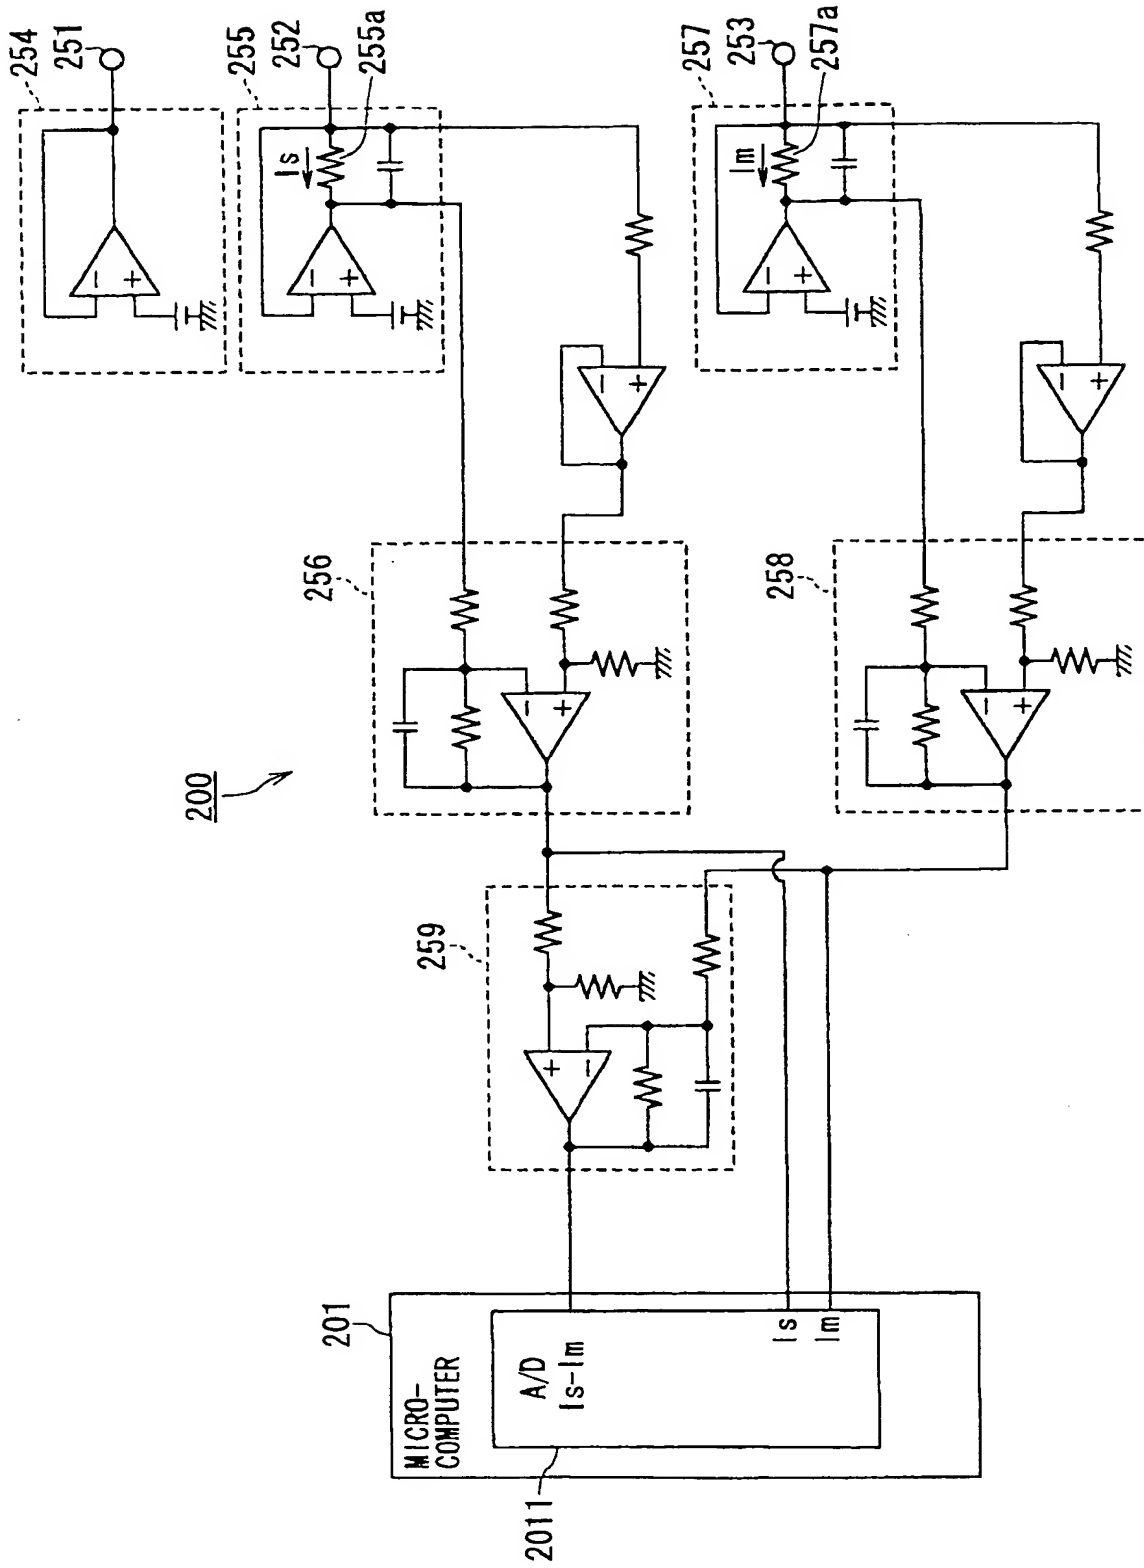 200
254
251
255
252
255a
Is
−
+
−
+
257
253
257a
Im
−
+
−
+
−
+
256
−
+
258
−
+
259
+
−
201
MICRO-
COMPUTER
A/D
Is-Im
Is
Im
2011